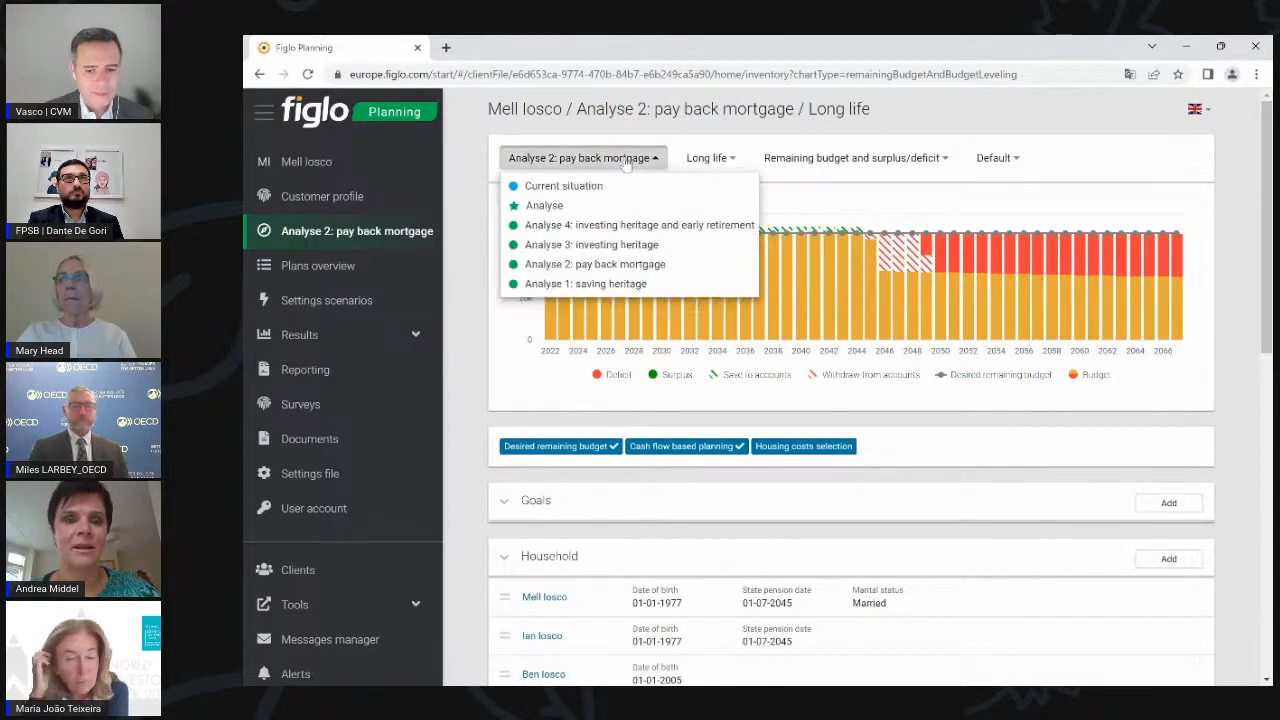 Vasco | CVM
FPSB | Dante De Gori
Mary Head
OECD
OECD
OECD
Miles LARBEY_OECD
Andrea Middel
Maria João Teixeira
Figlo Planning
europe.figlo.com/start/#/clientFile/e6d653ca-9774-470b-84b7-e6b249ca5a90/home/inventory;chartType=remainingBudgetAndBudgetLeveling
figlo Planning
MI Mell Iosco
Customer profile
Analyse 2: pay back mortgage
Plans overview
Settings scenarios
Results
Reporting
Surveys
Documents
Settings file
User account
Clients
Tools
Messages manager
Alerts
Mell Iosco / Analyse 2: pay back mortgage / Long life
Analyse 2: pay back mortgage Long life Remaining budget and surplus/deficit Default
Current situation
Analyse
Analyse 4: investing heritage and early retirement
Analyse 3: investing heritage
Analyse 2: pay back mortgage
Analyse 1: saving heritage
0
2022 2024 2026 2028 2030 2032 2034 2036 2038 2040 2042 2044 2046 2048 2050 2052 2054 2056 2058 2060 2062 2064 2066
Deficit Surplus Save to accounts Withdraw from accounts Desired remaining budget Budget
Desired remaining budget Cash flow based planning Housing costs selection
Goals Add
Household Add
Mell Iosco Date of birth 01-01-1977 State pension date 01-07-2045 Marital status Married
Ian Iosco Date of birth 01-01-1977 State pension date 01-07-2045
Ben Iosco Date of birth 01-01-2005